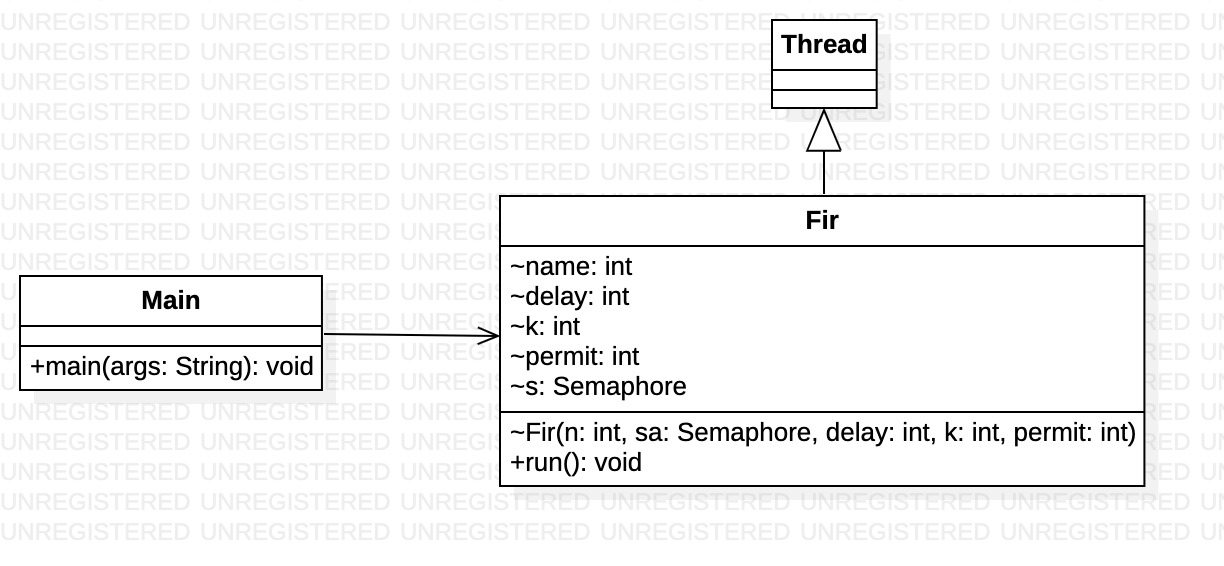 Thread
Fir
~name: int
~delay: int
~k: int
~permit: int
~s: Semaphore
~Fir(n: int, sa: Semaphore, delay: int, k: int, permit: int)
+run(): void
Main
+main(args: String): void
UNREGISTERED UNREGISTERED UNREGISTERED UNREGISTERED UNREGISTERED UNREGISTERED